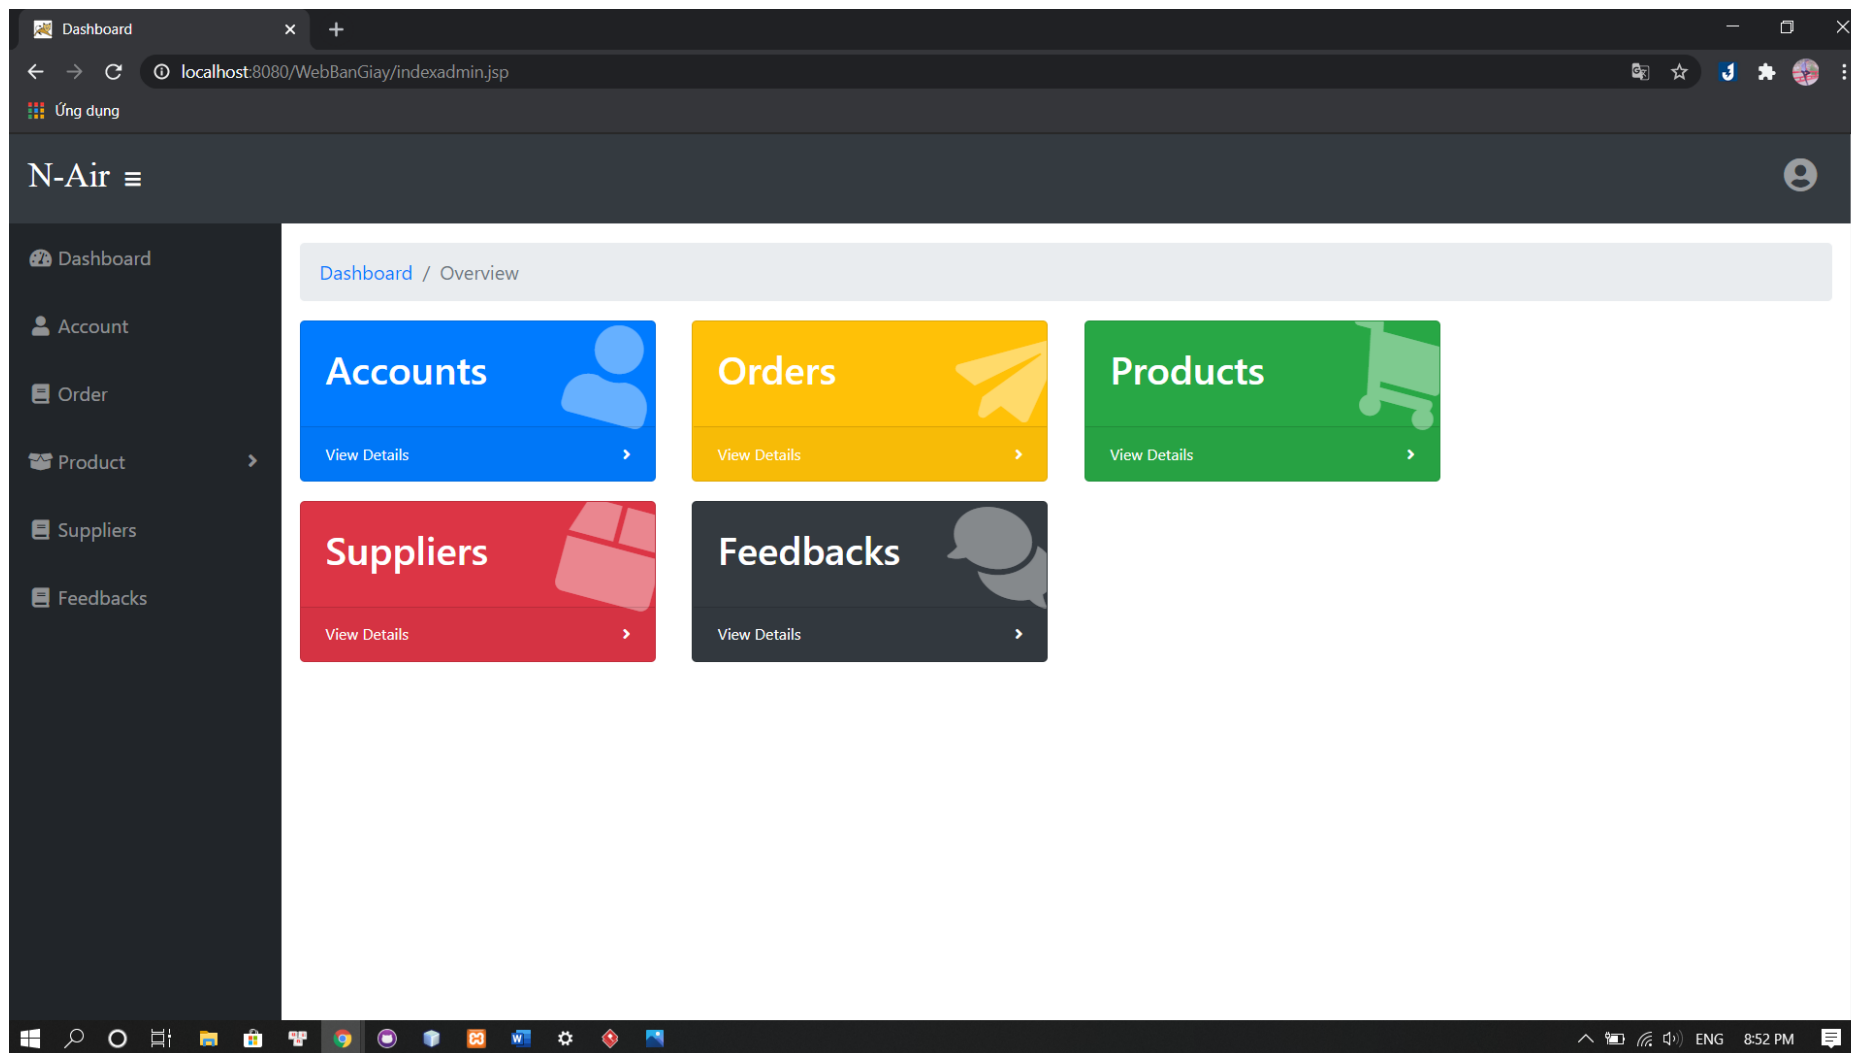 Dashboard
localhost:8080/WebBanGiay/indexadmin.jsp
Ứng dụng
N-Air
Dashboard
Account
Order
Product
Suppliers
Feedbacks
Dashboard / Overview
Accounts
View Details
Orders
View Details
Products
View Details
Suppliers
View Details
Feedbacks
View Details
ENG 8:52 PM